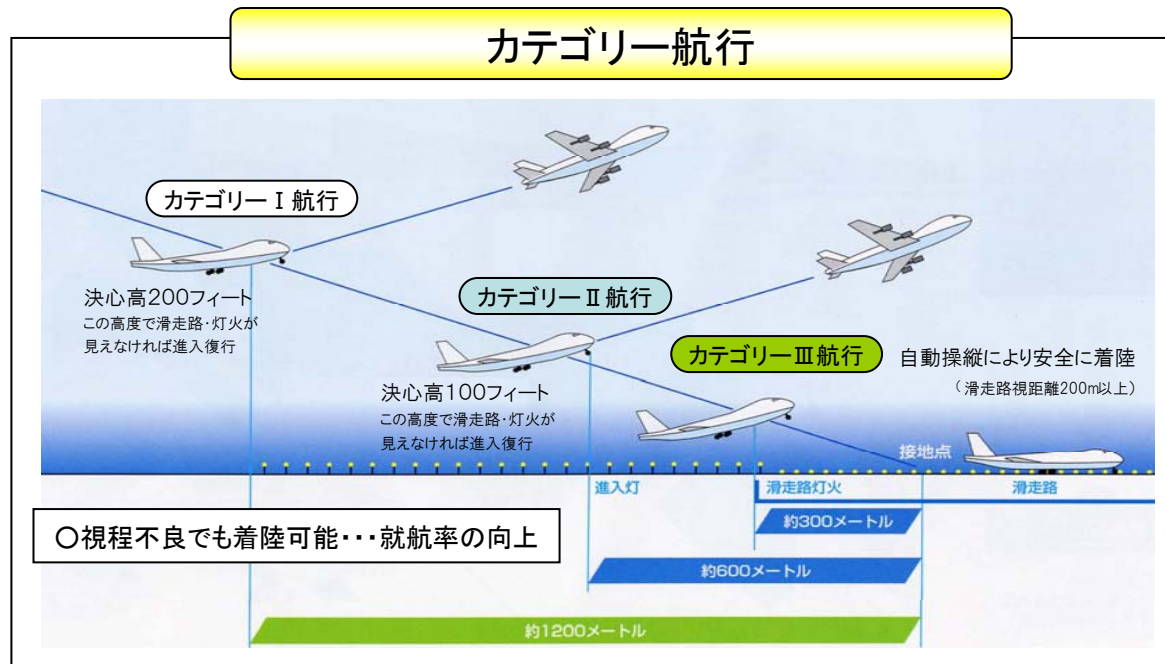 カテゴリー航行
カテゴリーⅠ航行
決心高200フィート
この高度で滑走路・灯火が
見えなければ進入復行
カテゴリーⅡ航行
決心高100フィート
この高度で滑走路・灯火が
見えなければ進入復行
カテゴリーⅢ航行
自動操縦により安全に着陸
(滑走路視距離200m以上)
接地点
進入灯
滑走路灯火
滑走路
約300メートル
〇視程不良でも着陸可能・・・就航率の向上
約600メートル
約1200メートル